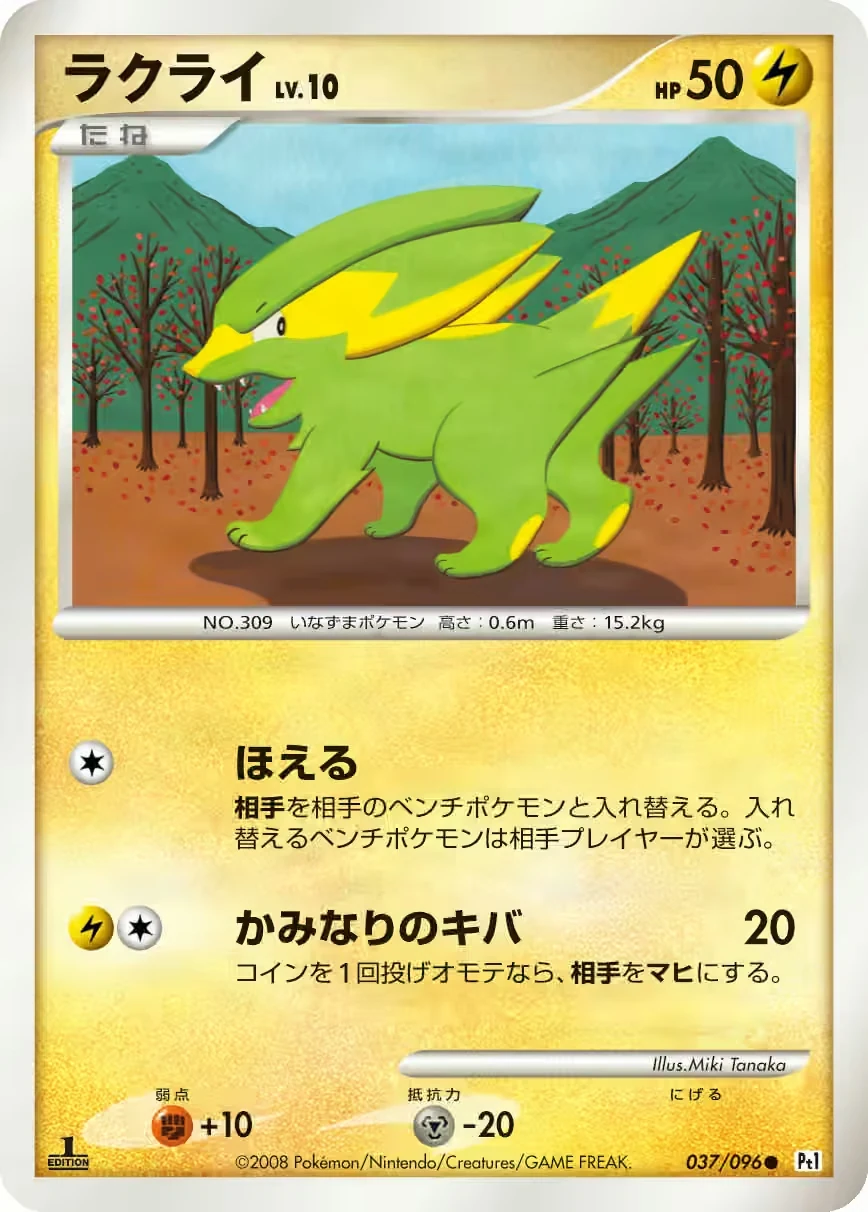 ラクライ LV.10 HP 50
たね
NO.309 いなずまポケモン 高さ：0.6m 重さ：15.2kg
ほえる
相手を相手のベンチポケモンと入れ替える。入れ
替えるベンチポケモンは相手プレイヤーが選ぶ。
かみなりのキバ 20
コインを1回投げオモテなら、相手をマヒにする。
Illus.Miki Tanaka
弱点 抵抗力 にげる
+10 -20
1 EDITION
©2008 Pokémon/Nintendo/Creatures/GAME FREAK. 037/096 Pt1